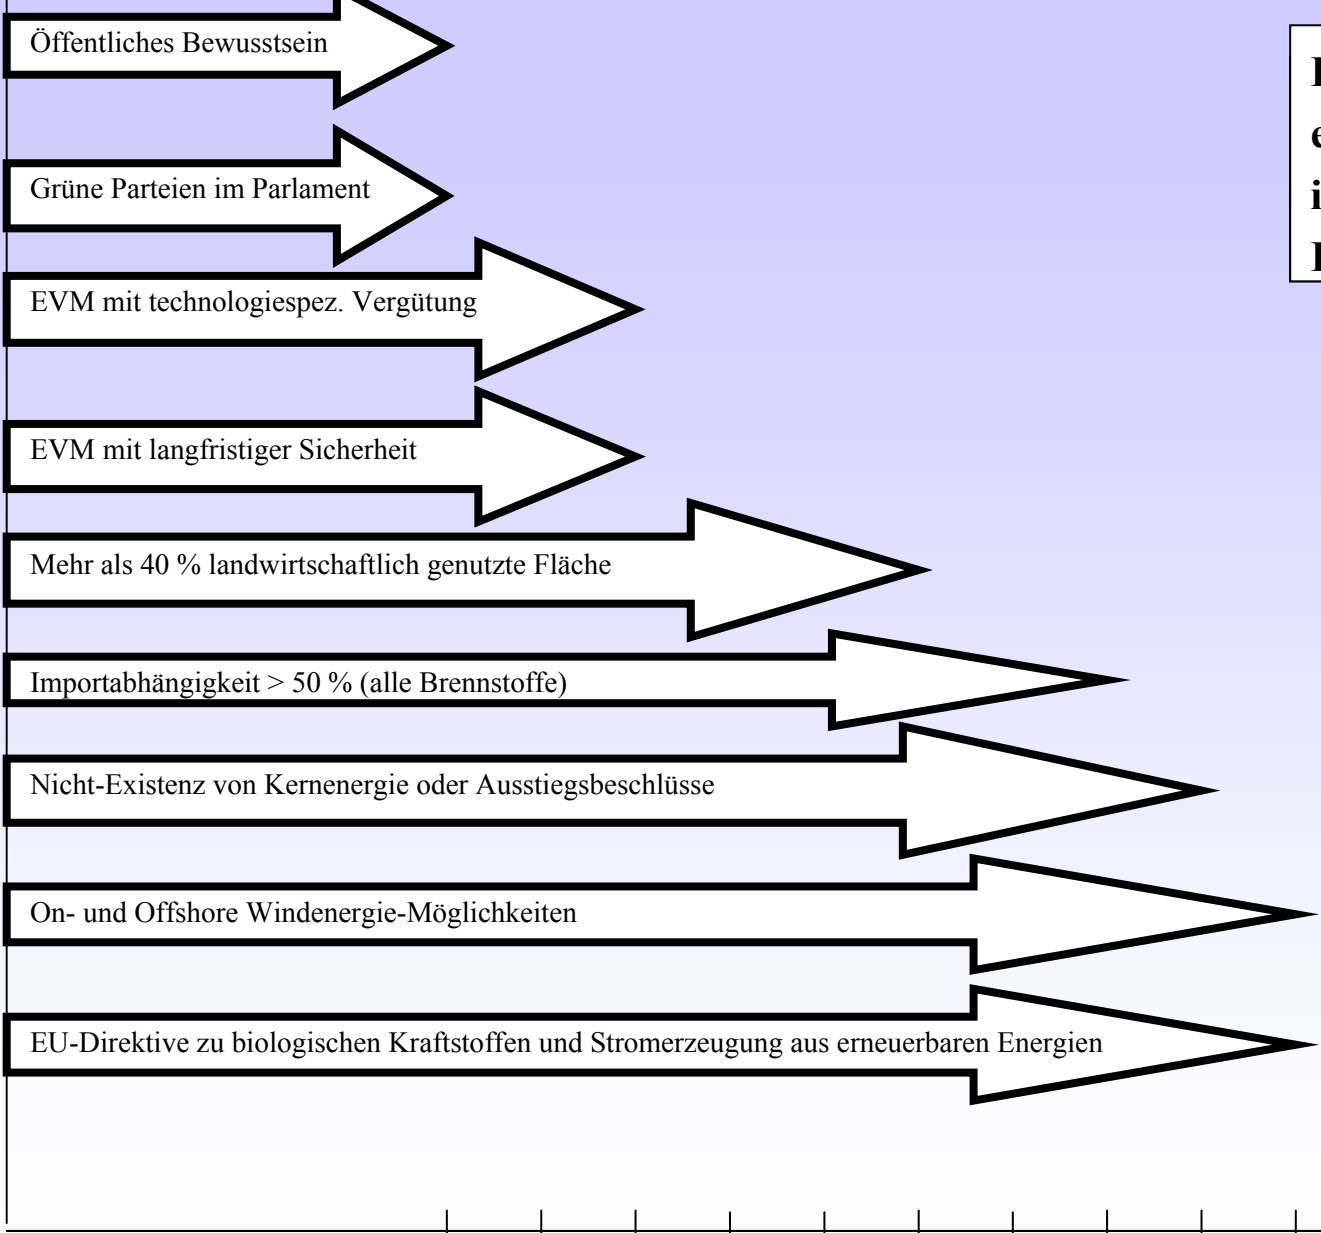 Öffentliches Bewusstsein
Grüne Parteien im Parlament
EVM mit technologiespez. Vergütung
EVM mit langfristiger Sicherheit
Mehr als 40 % landwirtschaftlich genutzte Fläche
Importabhängigkeit > 50 % (alle Brennstoffe)
Nicht-Existenz von Kernenergie oder Ausstiegsbeschlüsse
On- und Offshore Windenergie-Möglichkeiten
EU-Direktive zu biologischen Kraftstoffen und Stromerzeugung aus erneuerbaren Energien